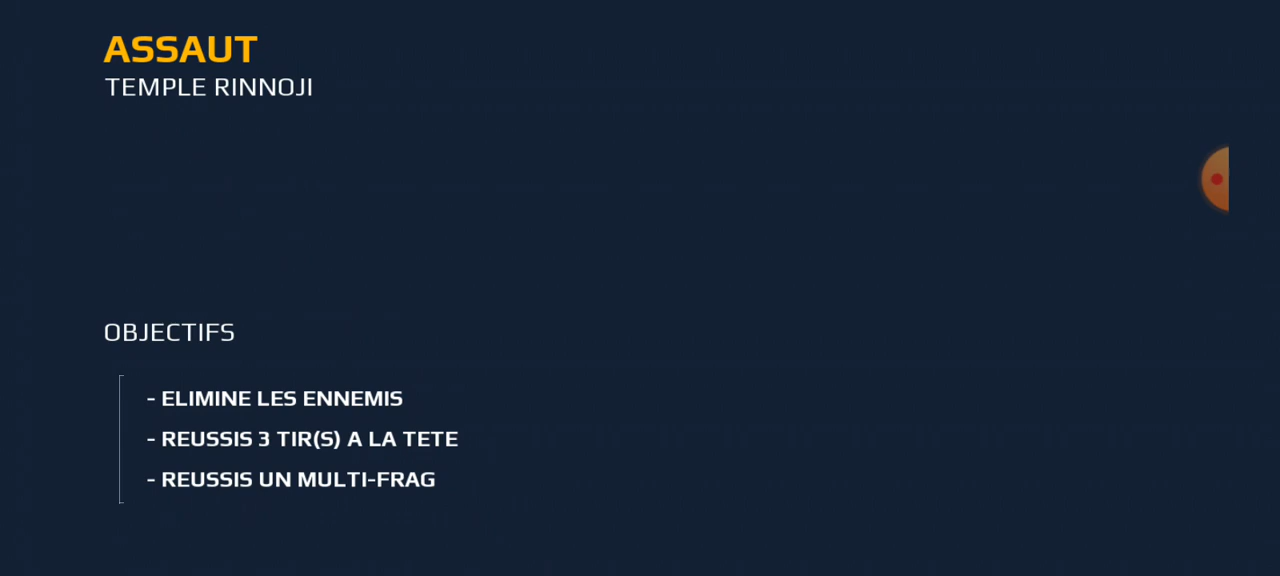 ASSAUT
TEMPLE RINNOJI
OBJECTIFS
- ELIMINE LES ENNEMIS
- REUSSIS 3 TIR(S) A LA TETE
- REUSSIS UN MULTI-FRAG